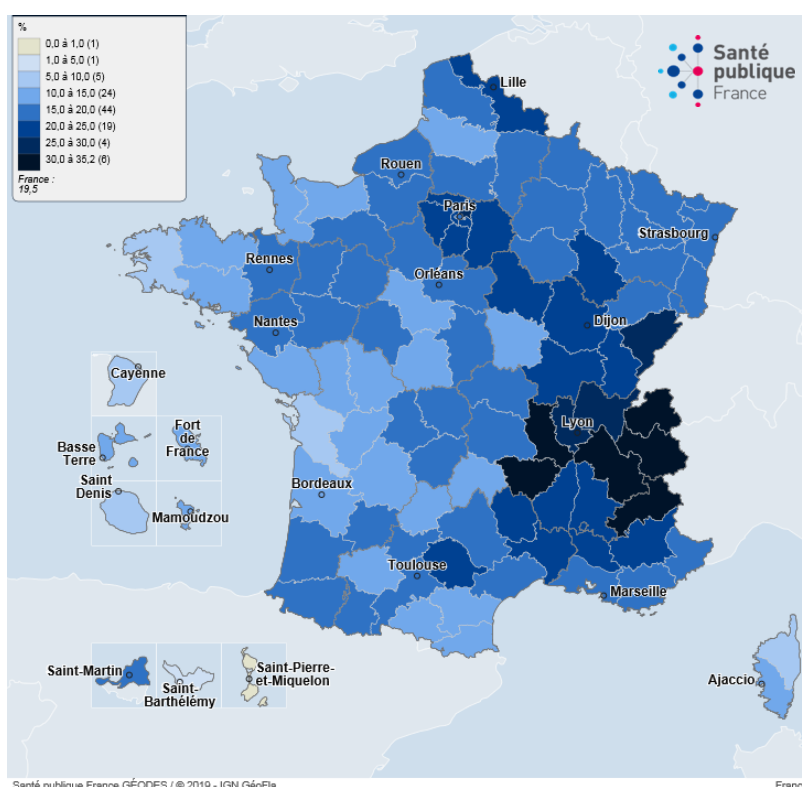 %
0,0 à 1,0 (1)
1,0 à 5,0 (1)
5,0 à 10,0 (5)
10,0 à 15,0 (24)
15,0 à 20,0 (44)
20,0 à 25,0 (19)
25,0 à 30,0 (4)
30,0 à 35,2 (6)
France :
19,5
Santé
publique
France
Lille
Rouen
Paris
Strasbourg
Rennes
Orléans
Nantes
Dijon
Cayenne
Lyon
Basse
Terre
Fort
de
France
Saint
Denis
Mamoudzou
Bordeaux
Toulouse
Marseille
Saint-Martin
Saint-
Barthélémy
Saint-Pierre-
et-Miquelon
Ajaccio
Santé publique France GÉODES / © 2019 - IGN GéoFla
Franc